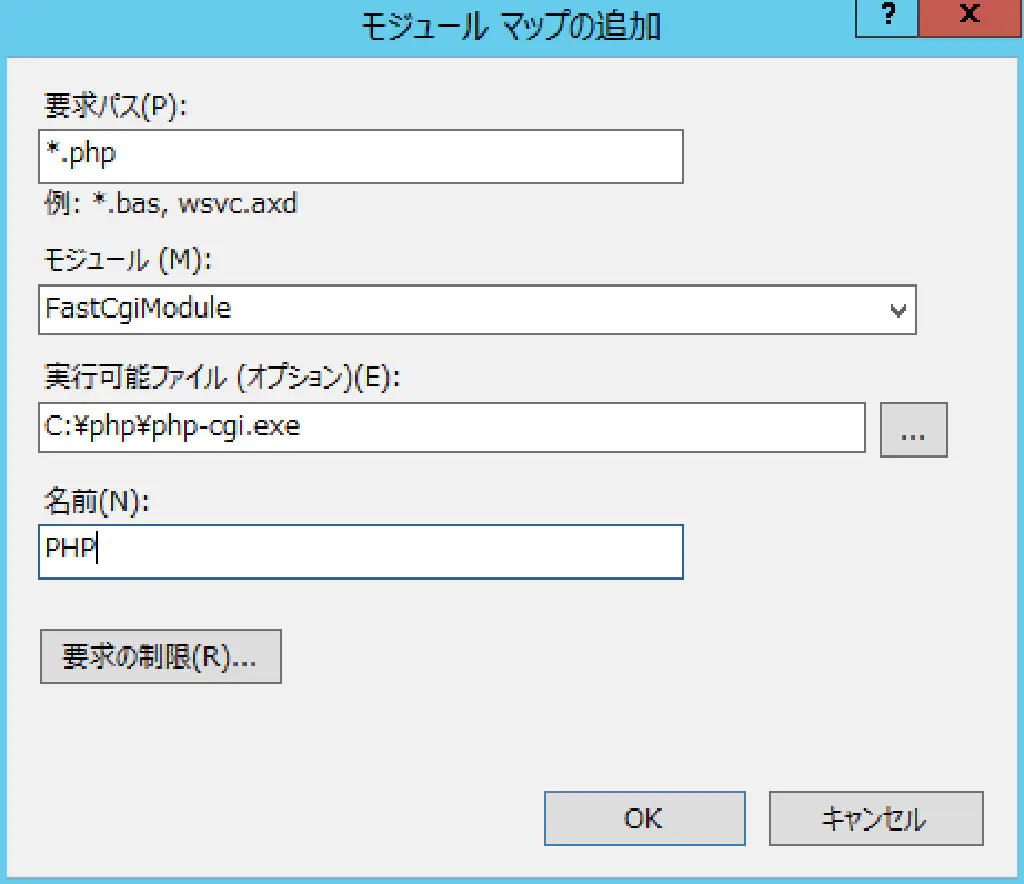 モジュール マップの追加
? X
要求パス(P):
*.php
例: *.bas, wsvc.axd
モジュール (M):
FastCgiModule
実行可能ファイル (オプション)(E):
C:¥php¥php-cgi.exe
...
名前(N):
PHP
要求の制限(R)...
OK キャンセル